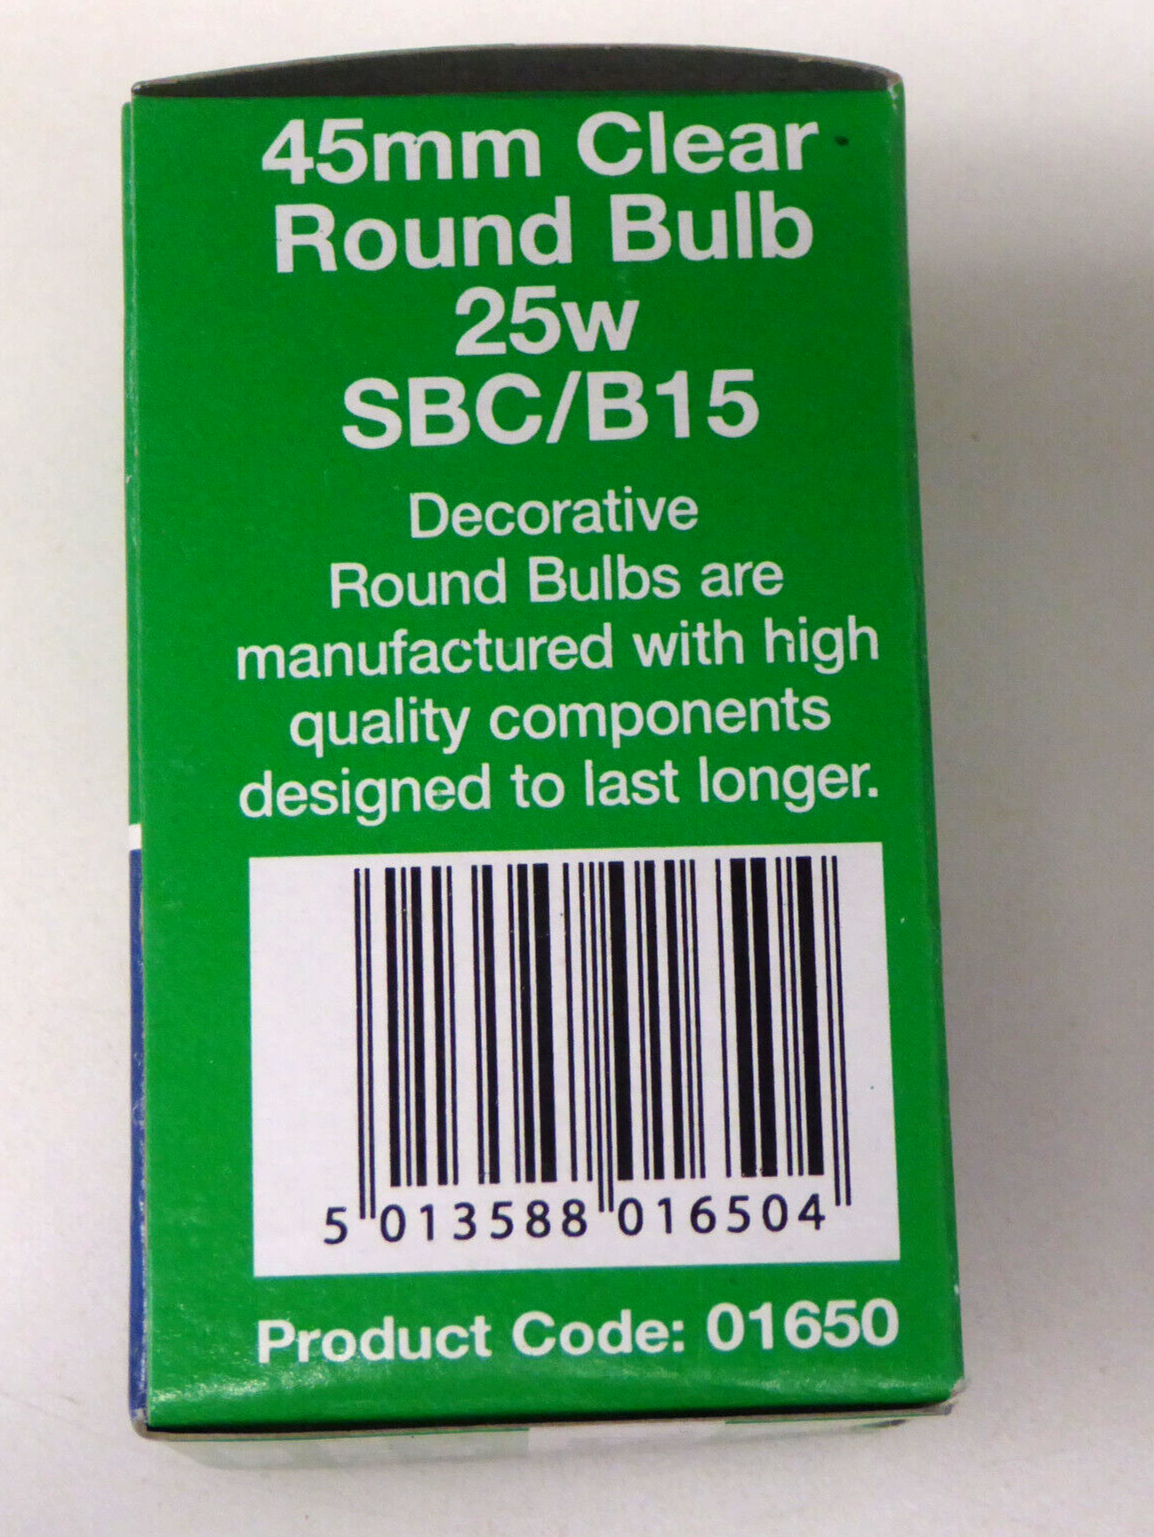 45mm Clear
Round Bulb
25w
SBC/B15
Decorative
Round Bulbs are
manufactured with high
quality components
designed to last longer.
5 013588 016504
Product Code: 01650